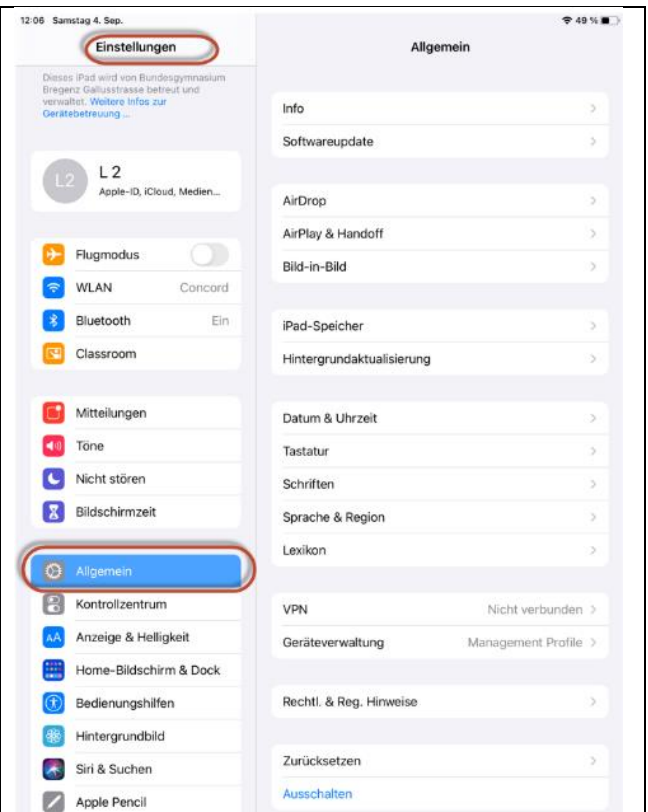 12:06 Samstag 4. Sep.
49 %
Einstellungen
Dieses iPad wird von Bundesgymnasium
Bregenz Gallusstrasse betreut und
verwaltet. Weitere Infos zur
Gerätebetreuung ...
L2
L 2
Apple-ID, iCloud, Medien...
Flugmodus
WLAN Concord
Bluetooth Ein
Classroom
Mitteilungen
Töne
Nicht stören
Bildschirmzeit
Allgemein
Kontrollzentrum
AA Anzeige & Helligkeit
Home-Bildschirm & Dock
Bedienungshilfen
Hintergrundbild
Siri & Suchen
Apple Pencil
Allgemein
Info
Softwareupdate
AirDrop
AirPlay & Handoff
Bild-in-Bild
iPad-Speicher
Hintergrundaktualisierung
Datum & Uhrzeit
Tastatur
Schriften
Sprache & Region
Lexikon
VPN Nicht verbunden
Geräteverwaltung Management Profile
Rechtl. & Reg. Hinweise
Zurücksetzen
Ausschalten